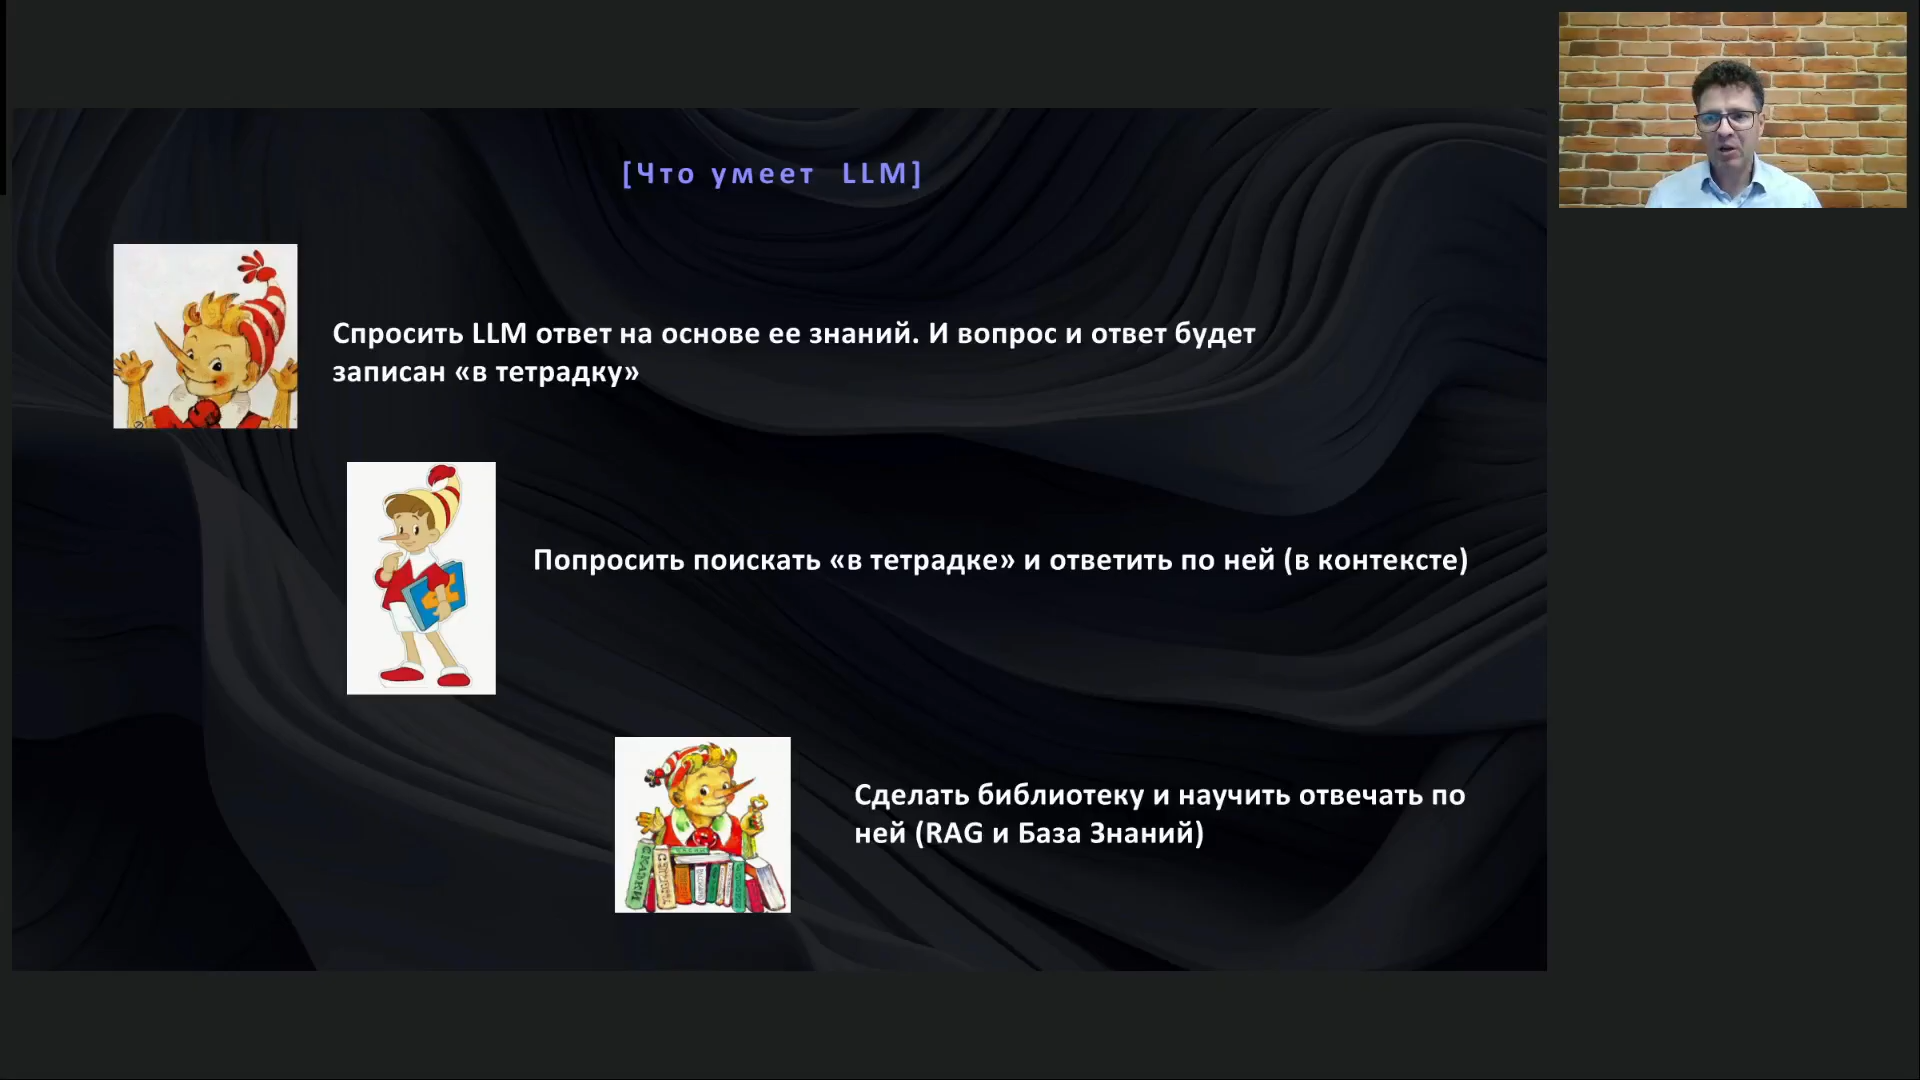 [Что умеет LLM]
Спросить LLM ответ на основе ее знаний. И вопрос и ответ будет
записан «в тетрадку»
Попросить поискать «в тетрадке» и ответить по ней (в контексте)
Сделать библиотеку и научить отвечать по
ней (RAG и База Знаний)
СКАЗКИ